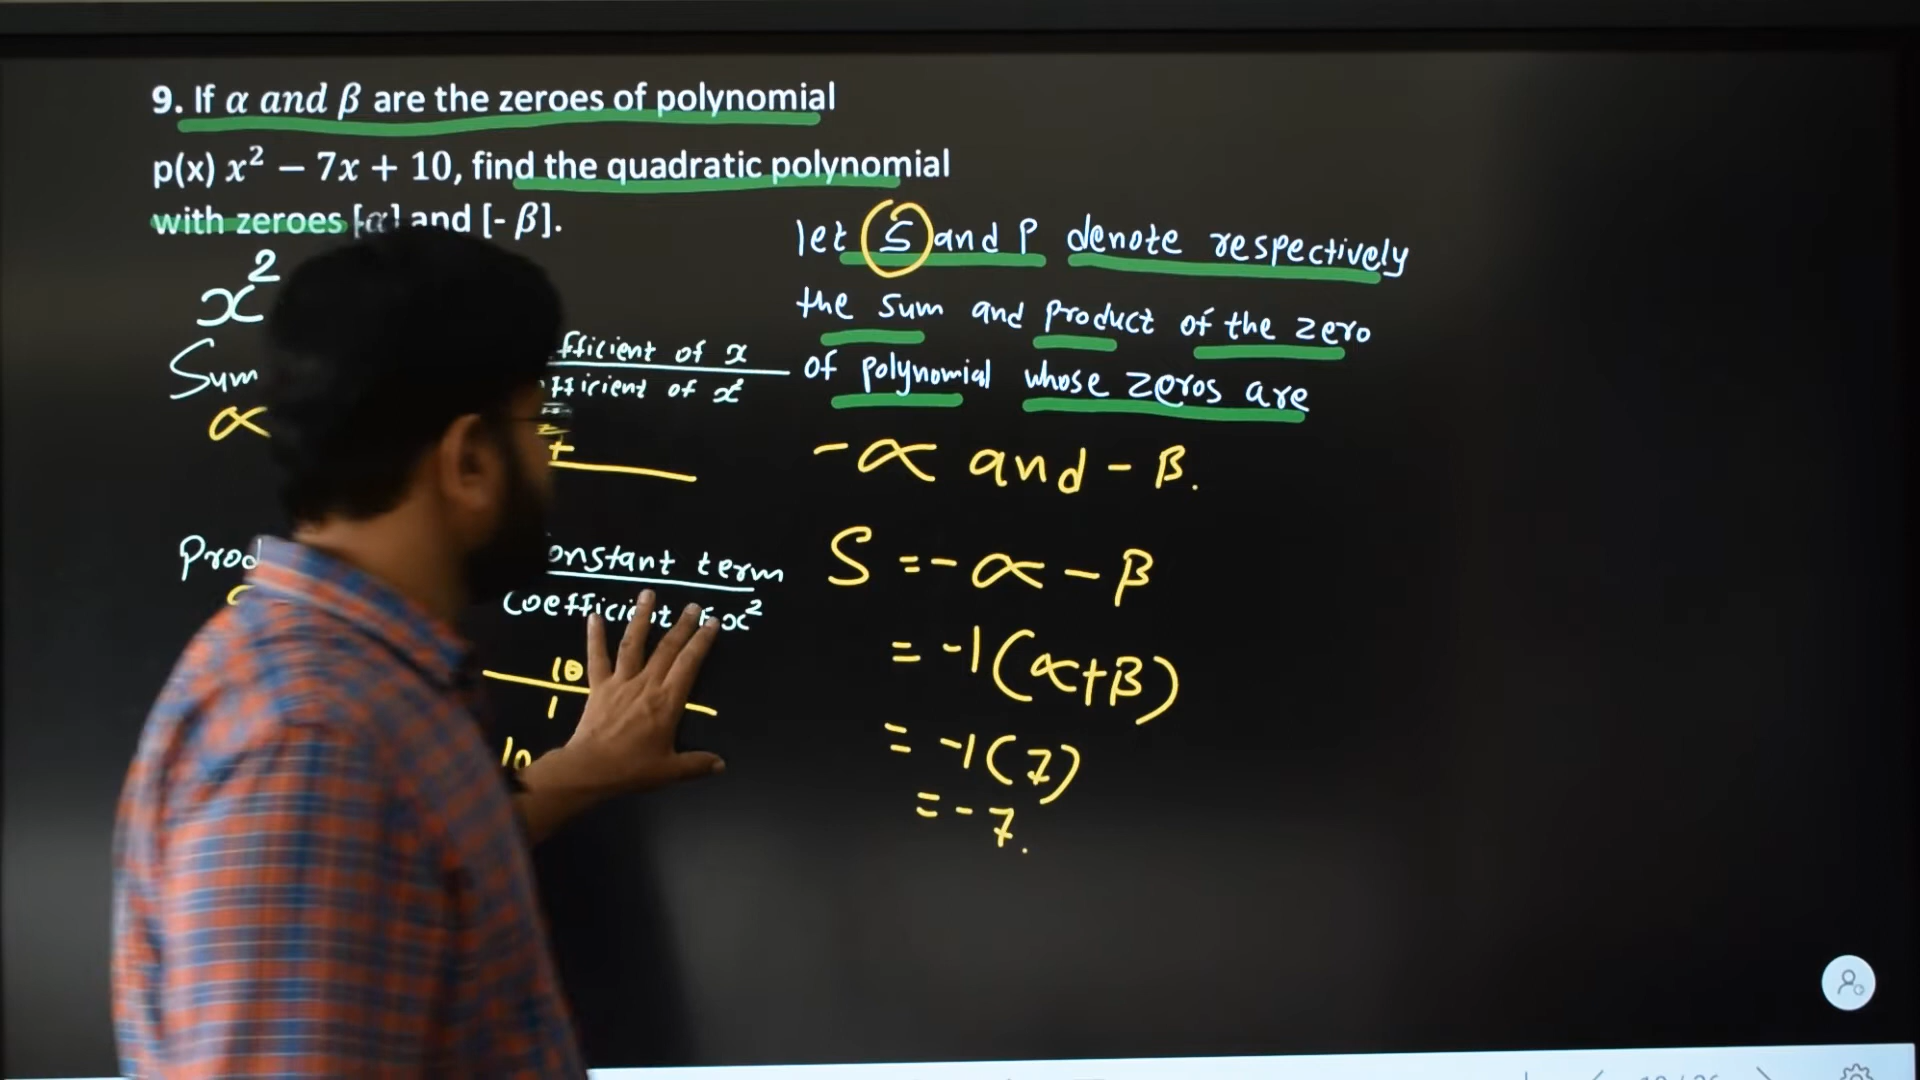 9. If α and β are the zeroes of polynomial
p(x) x² − 7x + 10, find the quadratic polynomial
with zeroes [-α] and [- β].
x²
Sum
fficient of x
fficient of x²
α
Prod
onstant term
coefficient of x²
10
1
10
let S and P denote respectively
the sum and product of the zero
of polynomial whose zeros are
-α and - β.
S = - α - β
= -1(α+β)
= -1(7)
= - 7.